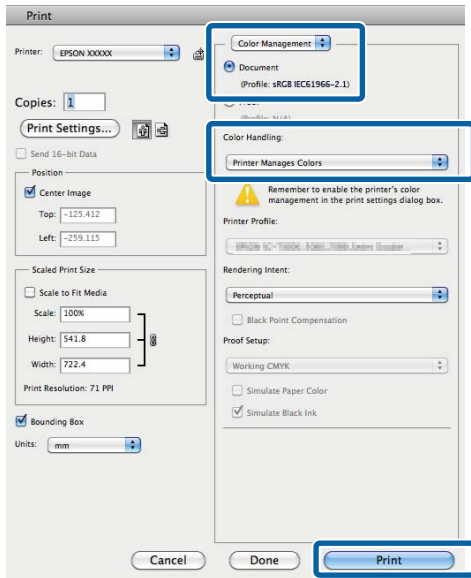 Print
Printer: EPSON XXXXX
Copies: 1
Print Settings...
Send 16-bit Data
Position
Center Image
Top: -125.412
Left: -259.115
Scaled Print Size
Scale to Fit Media
Scale: 100%
Height: 541.8
Width: 722.4
Print Resolution: 71 PPI
Bounding Box
Units: mm
Color Management
Document
(Profile: sRGB IEC61966-2.1)
Color Handling:
Printer Manages Colors
Remember to enable the printer's color
management in the print settings dialog box.
Printer Profile:
Rendering Intent:
Perceptual
Black Point Compensation
Proof Setup:
Working CMYK
Simulate Paper Color
Simulate Black Ink
Cancel
Done
Print